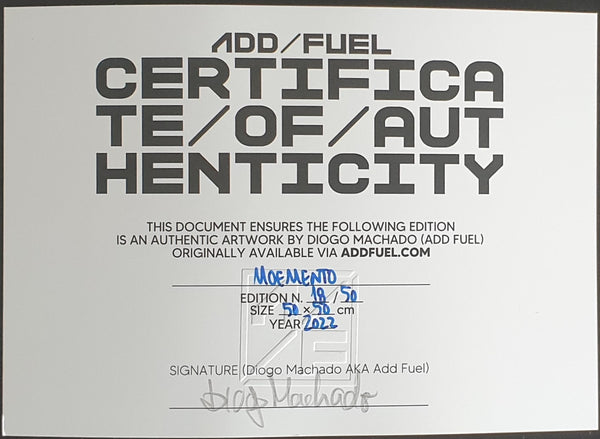 ADD/FUEL
CERTIFICA
TE/OF/AUT
HENTICITY
THIS DOCUMENT ENSURES THE FOLLOWING EDITION
IS AN AUTHENTIC ARTWORK BY DIOGO MACHADO (ADD FUEL)
ORIGINALLY AVAILABLE VIA ADDFUEL.COM
MOEMENTO
EDITION N. 18 / 50
SIZE 50 x 50 cm
YEAR 2022
SIGNATURE (Diogo Machado AKA Add Fuel)
Diogo Machado